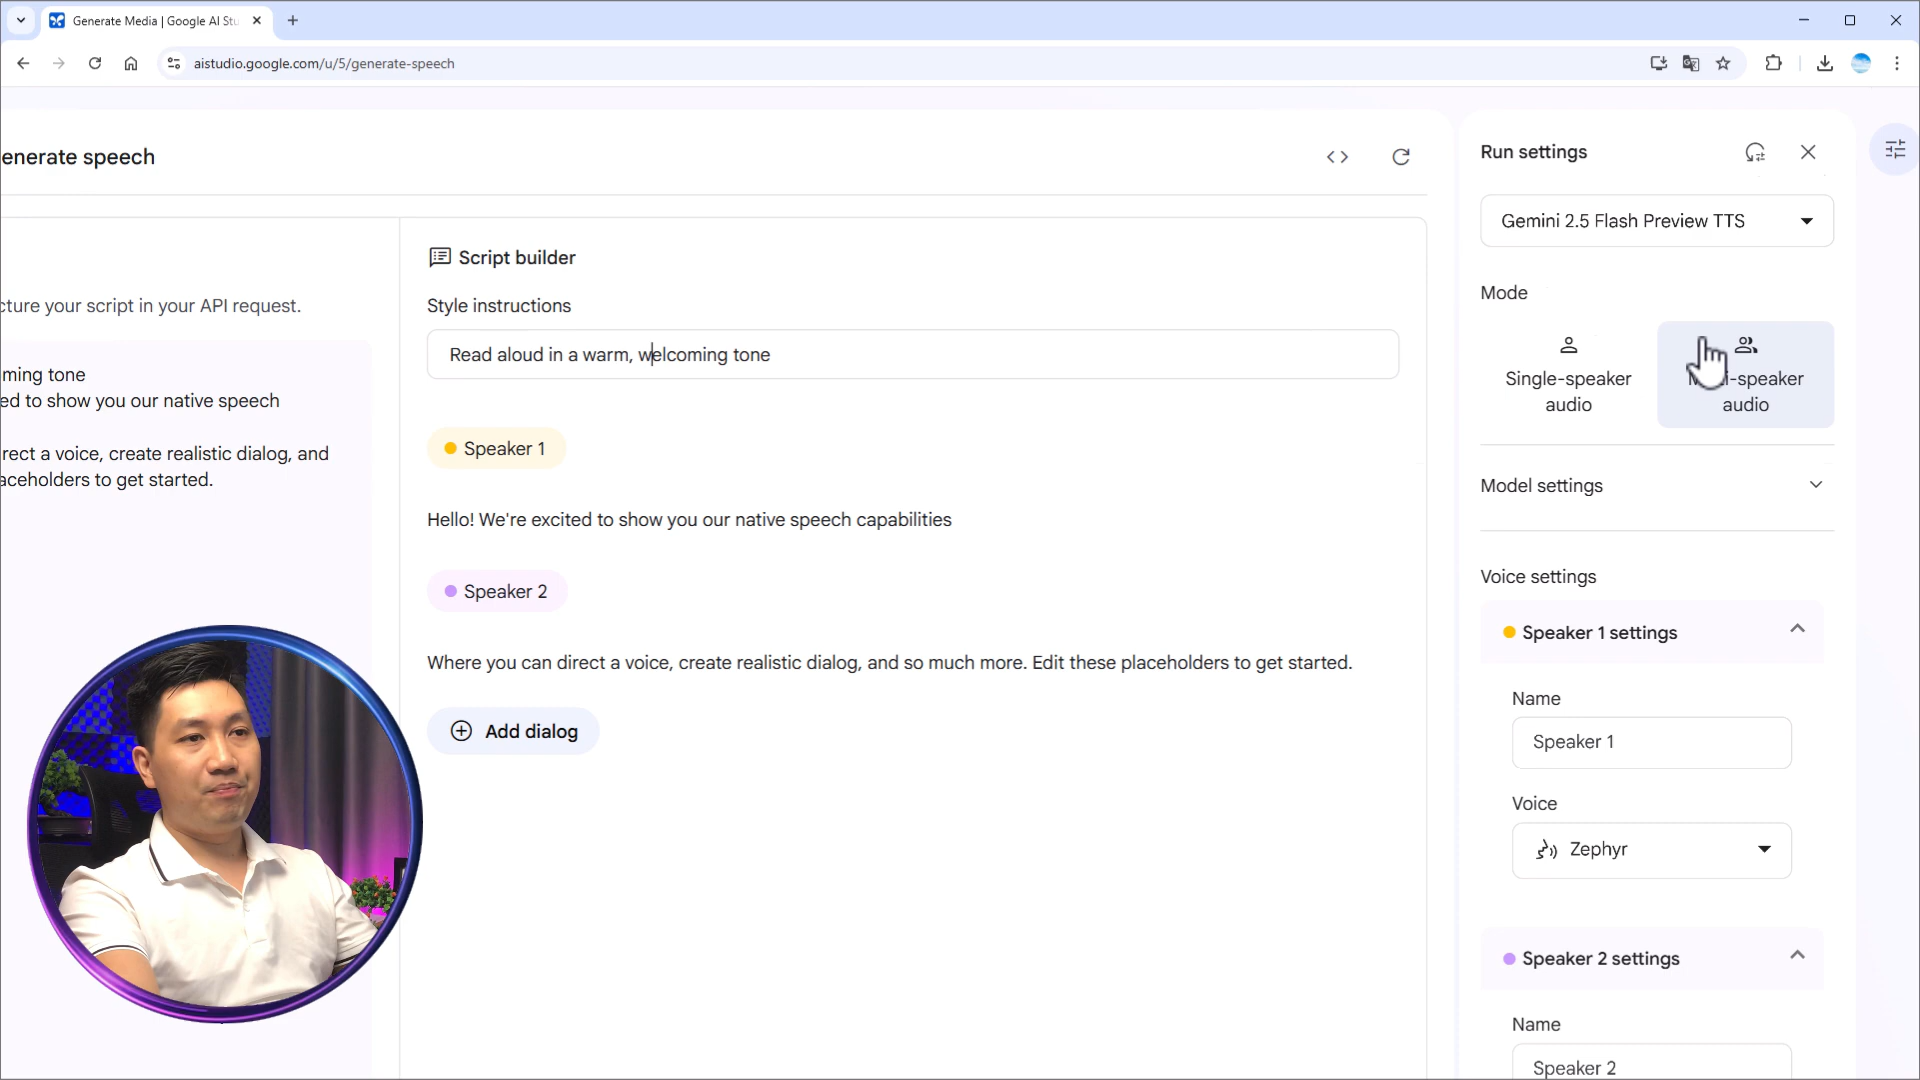 Generate Media | Google AI Stu
aistudio.google.com/u/5/generate-speech
enerate speech
cture your script in your API request.
ming tone
ed to show you our native speech
rect a voice, create realistic dialog, and
aceholders to get started.
Script builder
Style instructions
Read aloud in a warm, welcoming tone
Speaker 1
Hello! We're excited to show you our native speech capabilities
Speaker 2
Where you can direct a voice, create realistic dialog, and so much more. Edit these placeholders to get started.
Add dialog
Run settings
Gemini 2.5 Flash Preview TTS
Mode
Single-speaker
audio
-speaker
audio
Model settings
Voice settings
Speaker 1 settings
Name
Speaker 1
Voice
Zephyr
Speaker 2 settings
Name
Speaker 2